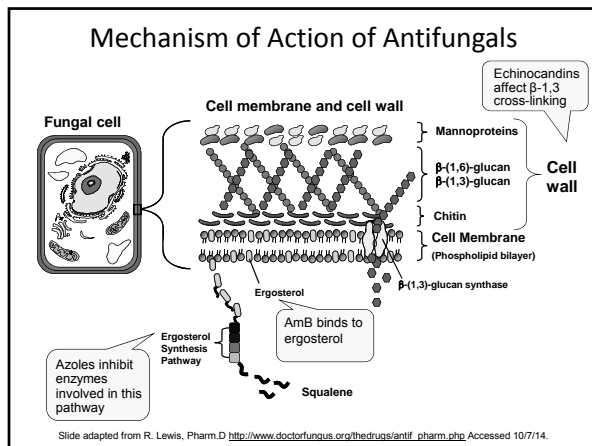 Mechanism of Action of Antifungals
Echinocandins
affect β-1,3
cross-linking
Fungal cell
Cell membrane and cell wall
Mannoproteins
β-(1,6)-glucan
β-(1,3)-glucan
Cell
wall
Chitin
Cell Membrane
(Phospholipid bilayer)
β-(1,3)-glucan synthase
Ergosterol
AmB binds to
ergosterol
Ergosterol
Synthesis
Pathway
Azoles inhibit
enzymes
involved in this
pathway
Squalene
Slide adapted from R. Lewis, Pharm.D http://www.doctorfungus.org/thedrugs/antif_pharm.php Accessed 10/7/14.